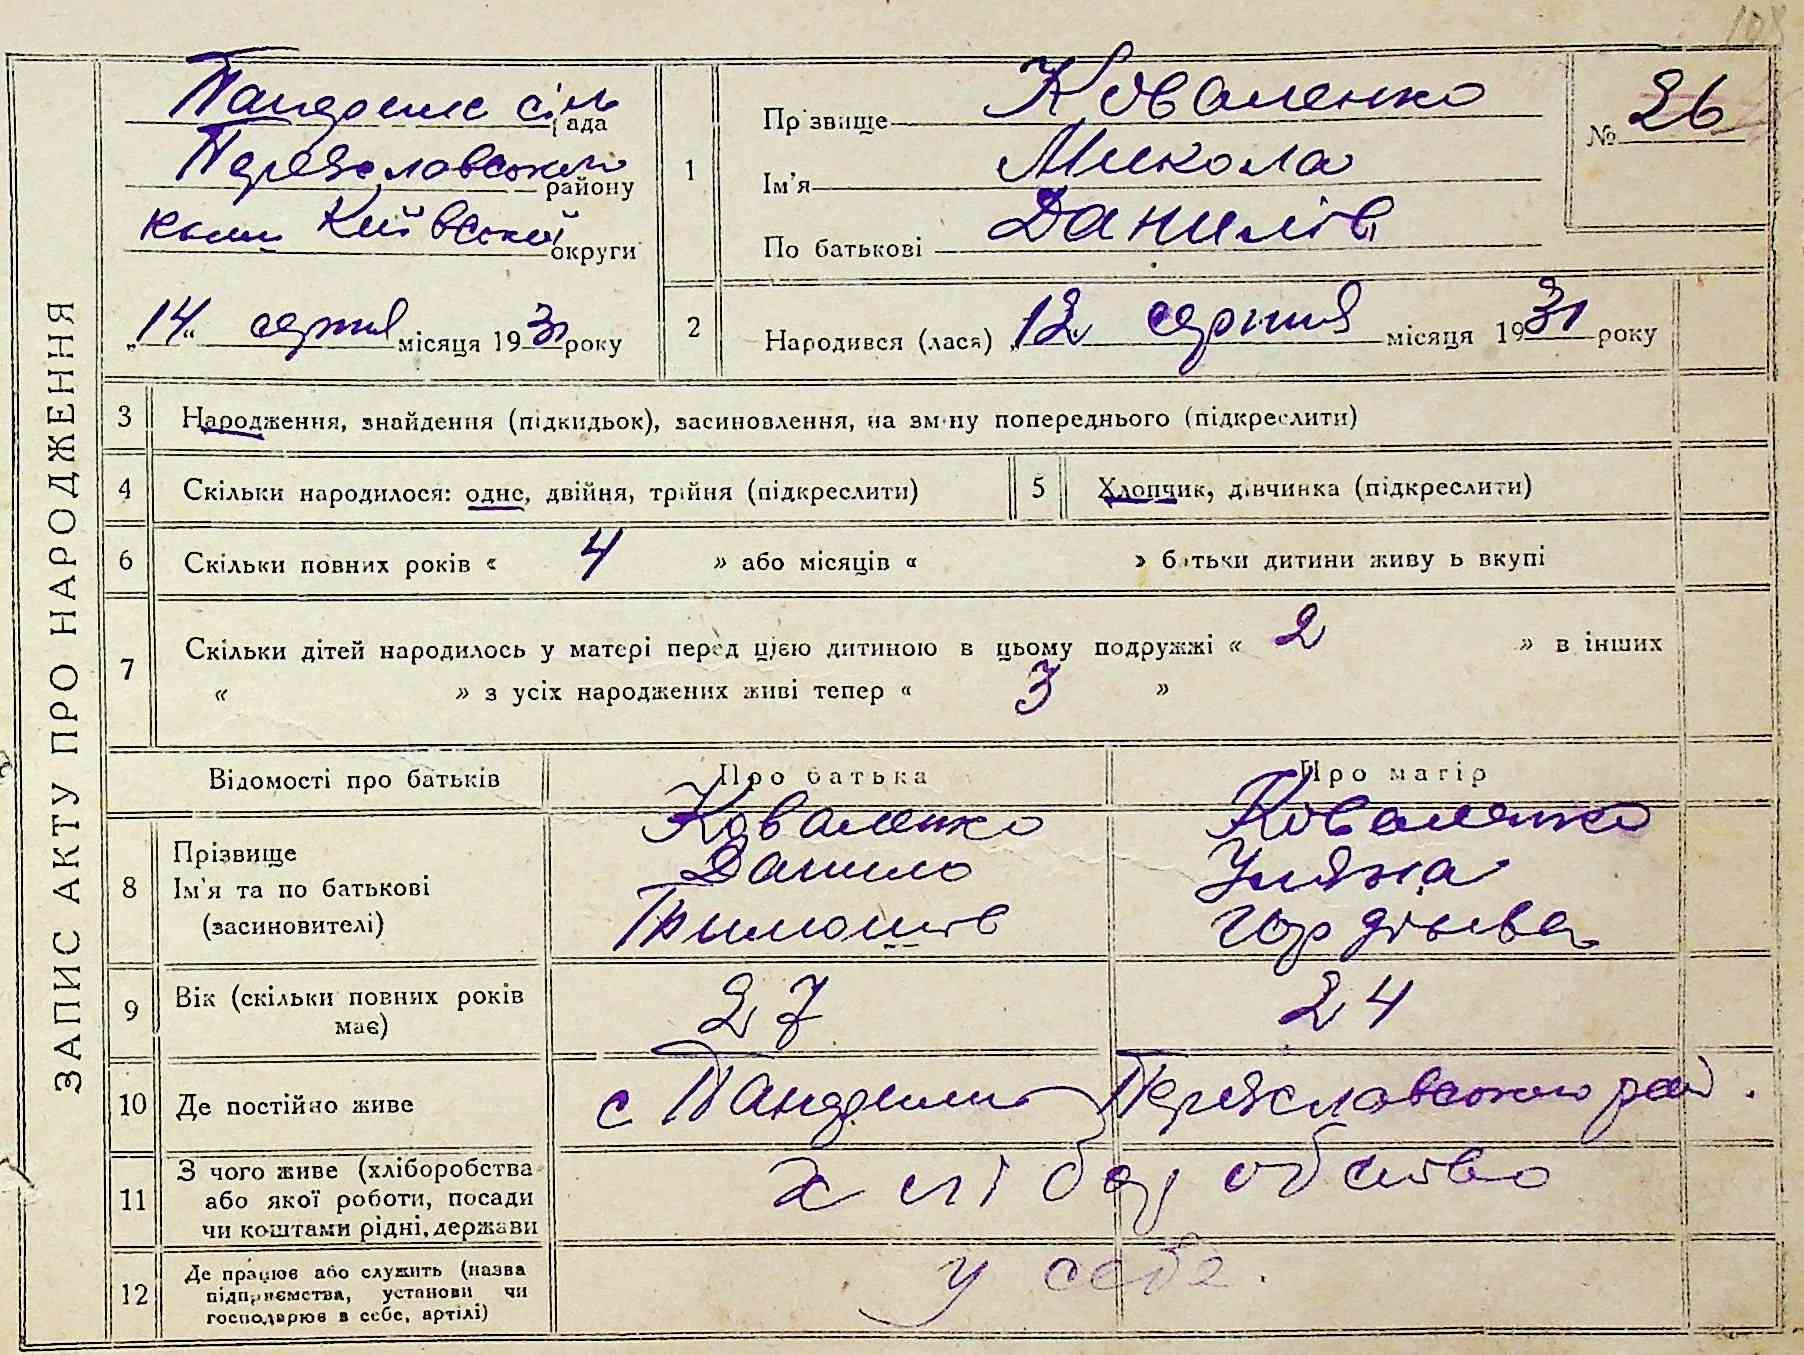 108
ЗАПИС АКТУ ПРО НАРОДЖЕННЯ
сіль рада
Переяславського району
Київської округи
„14" серпня місяця 1931 року
1
Прізвище Коваленко
Ім'я Микола
По батькові Данилів
№ 26
2
Народився (лася) „12" серпня місяця 1931 року
3 Народження, знайдення (підкидьок), засиновлення, на зміну попереднього (підкреслити)
4 Скільки народилося: одне, двійня, трійня (підкреслити)
5 Хлопчик, дівчинка (підкреслити)
6 Скільки повних років « 4 » або місяців « » батьки дитини живуть вкупі
7 Скільки дітей народилось у матері перед цією дитиною в цьому подружжі « 2 » в інших
« » з усіх народжених живі тепер « 3 »
Відомості про батьків Про батька Про матір
8
Прізвище
Ім'я та по батькові
(засиновителі)
Коваленко
Данило
Тимошів
Коваленко
Уляна
Гордієва
9 Вік (скільки повних років
має)
27 24
10 Де постійно живе с Переяславського рай.
11 З чого живе (хліборобства
або якої роботи, посади
чи коштами рідні, держави
хліборобство
12 Де працює або служить (назва
підприємства, установи чи
господарює в себе, артілі)
у себе.